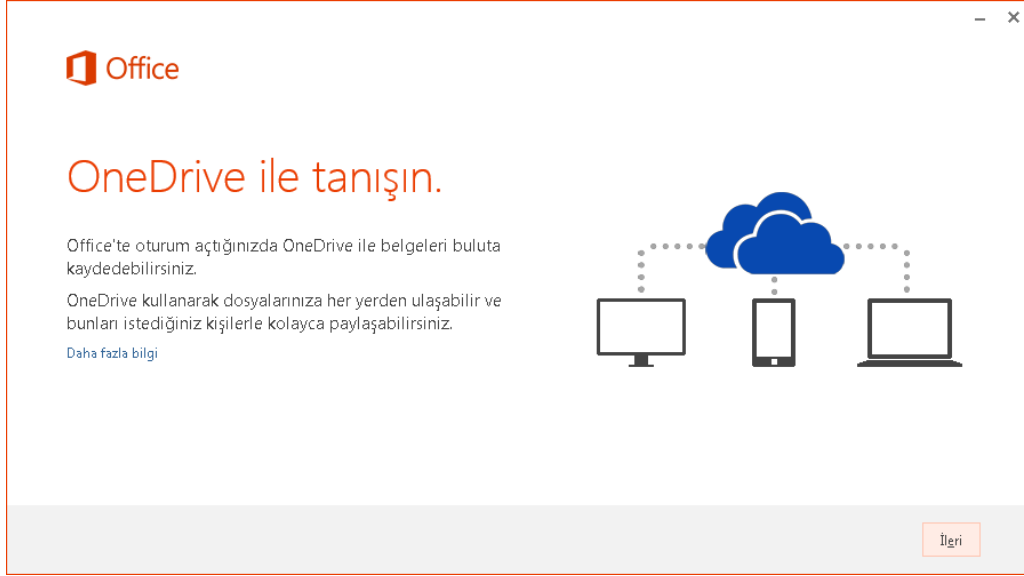 Office
OneDrive ile tanışın.
Office'te oturum açtığınızda OneDrive ile belgeleri buluta
kaydedebilirsiniz.
OneDrive kullanarak dosyalarınıza her yerden ulaşabilir ve
bunları istediğiniz kişilerle kolayca paylaşabilirsiniz.
Daha fazla bilgi
İleri